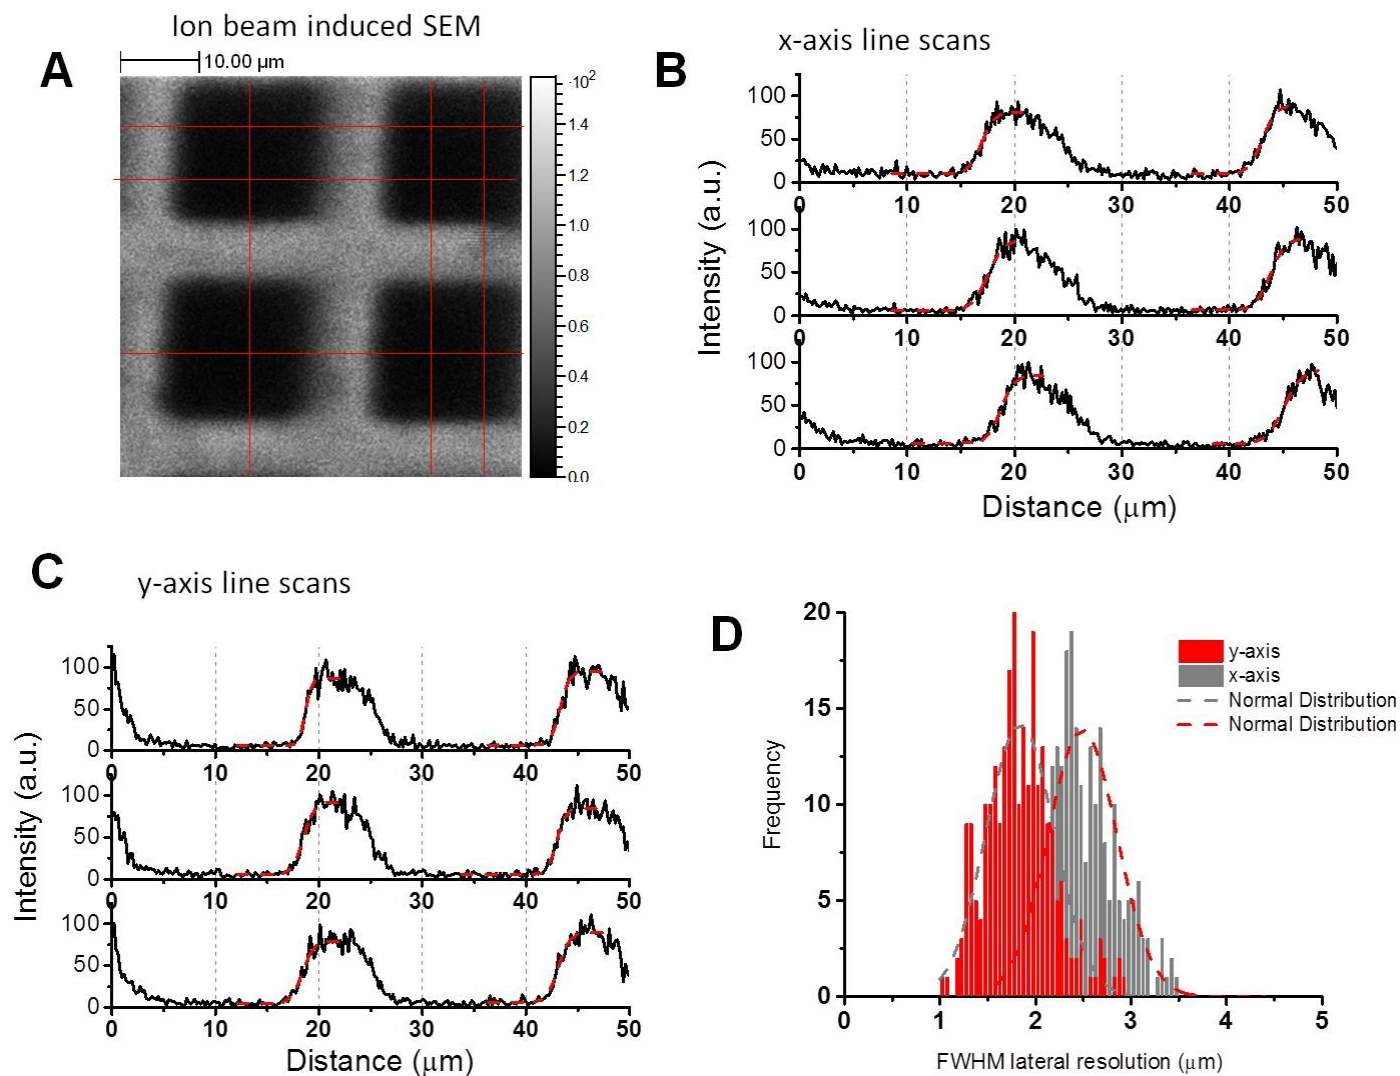 Ion beam induced SEM
A
10.00 μm
·10²
1.4
1.2
1.0
0.8
0.6
0.4
0.2
0.0
x-axis line scans
B
Intensity (a.u.)
100
50
0
0 10 20 30 40 50
100
50
0
0 10 20 30 40 50
100
50
0
0 10 20 30 40 50
Distance (μm)
C
y-axis line scans
Intensity (a.u.)
100
50
0
0 10 20 30 40 50
100
50
0
0 10 20 30 40 50
100
50
0
0 10 20 30 40 50
Distance (μm)
D
Frequency
20
15
10
5
0
0 1 2 3 4 5
FWHM lateral resolution (μm)
y-axis
x-axis
Normal Distribution
Normal Distribution